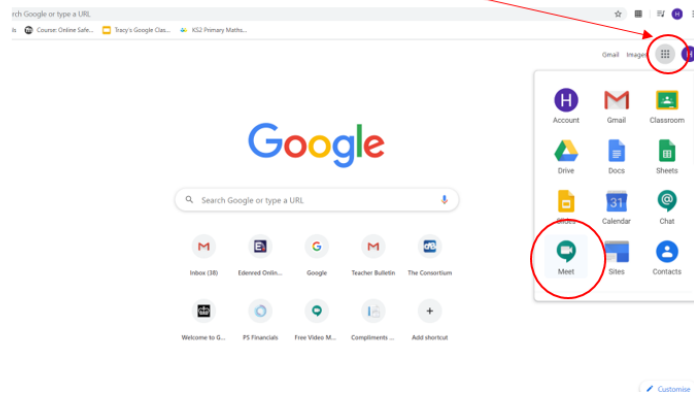 rch Google or type a URL
Course: Online Safe... Tracy's Google Clas... KS2 Primary Maths...
Gmail Images
H
Account Gmail Classroom
Google
Drive Docs Sheets
Search Google or type a URL
31
Slides Calendar Chat
Inbox (38) Edenred Onlin... Google Teacher Bulletin The Consortium
Meet Sites Contacts
Welcome to G... PS Financials Free Video M... Compliments ... Add shortcut
Customise